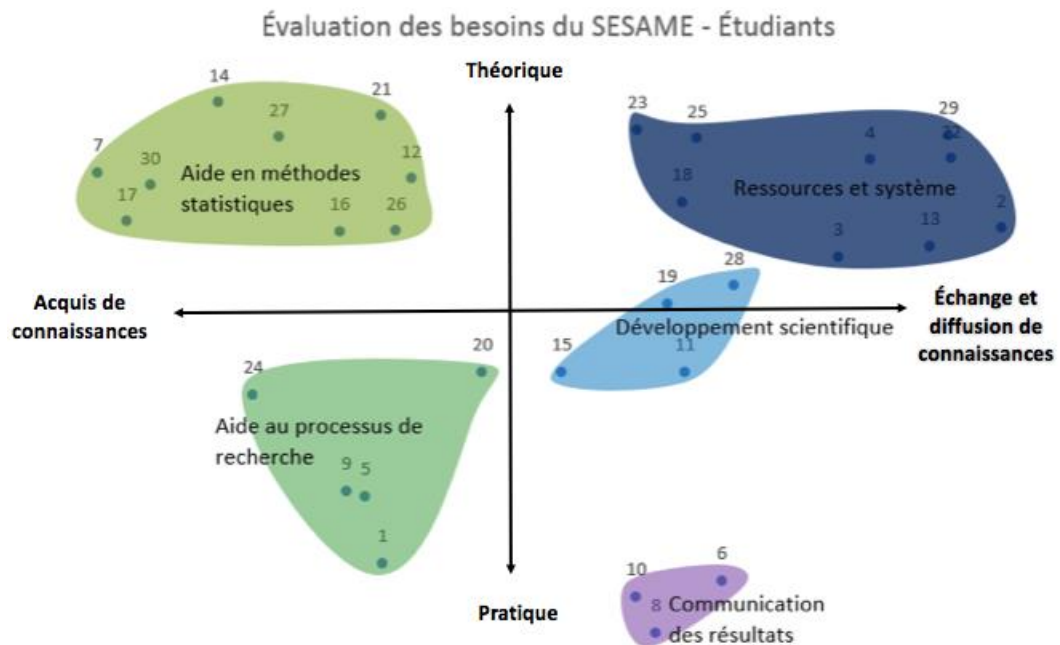 Évaluation des besoins du SESAME - Étudiants
Théorique
14
21
23
25
29
27
4
22
7
30
12
Aide en méthodes
statistiques
18
Ressources et système
17
16
26
3
13
2
28
19
Acquis de
connaissances
Échange et
diffusion de
connaissances
Développement scientifique
20
15
11
24
Aide au processus de
recherche
9
5
1
6
10
Pratique
8
Communication
des résultats